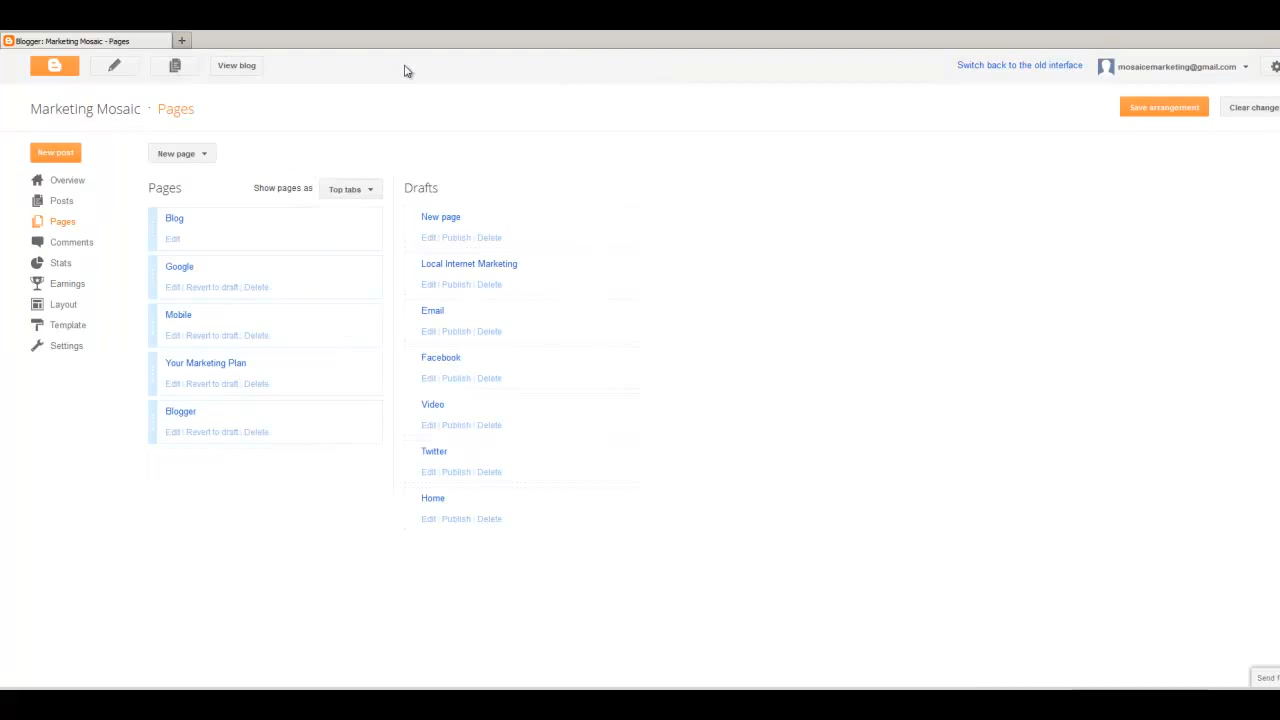 Blogger: Marketing Mosaic - Pages
View blog
Switch back to the old interface
mosaicemarketing@gmail.com
Marketing Mosaic · Pages
Save arrangement
Clear change
New post
New page
Overview
Posts
Pages
Comments
Stats
Earnings
Layout
Template
Settings
Pages
Show pages as
Top tabs
Blog
Edit
Google
Edit | Revert to draft | Delete
Mobile
Edit | Revert to draft | Delete
Your Marketing Plan
Edit | Revert to draft | Delete
Blogger
Edit | Revert to draft | Delete
Drafts
New page
Edit | Publish | Delete
Local Internet Marketing
Edit | Publish | Delete
Email
Edit | Publish | Delete
Facebook
Edit | Publish | Delete
Video
Edit | Publish | Delete
Twitter
Edit | Publish | Delete
Home
Edit | Publish | Delete
Send f